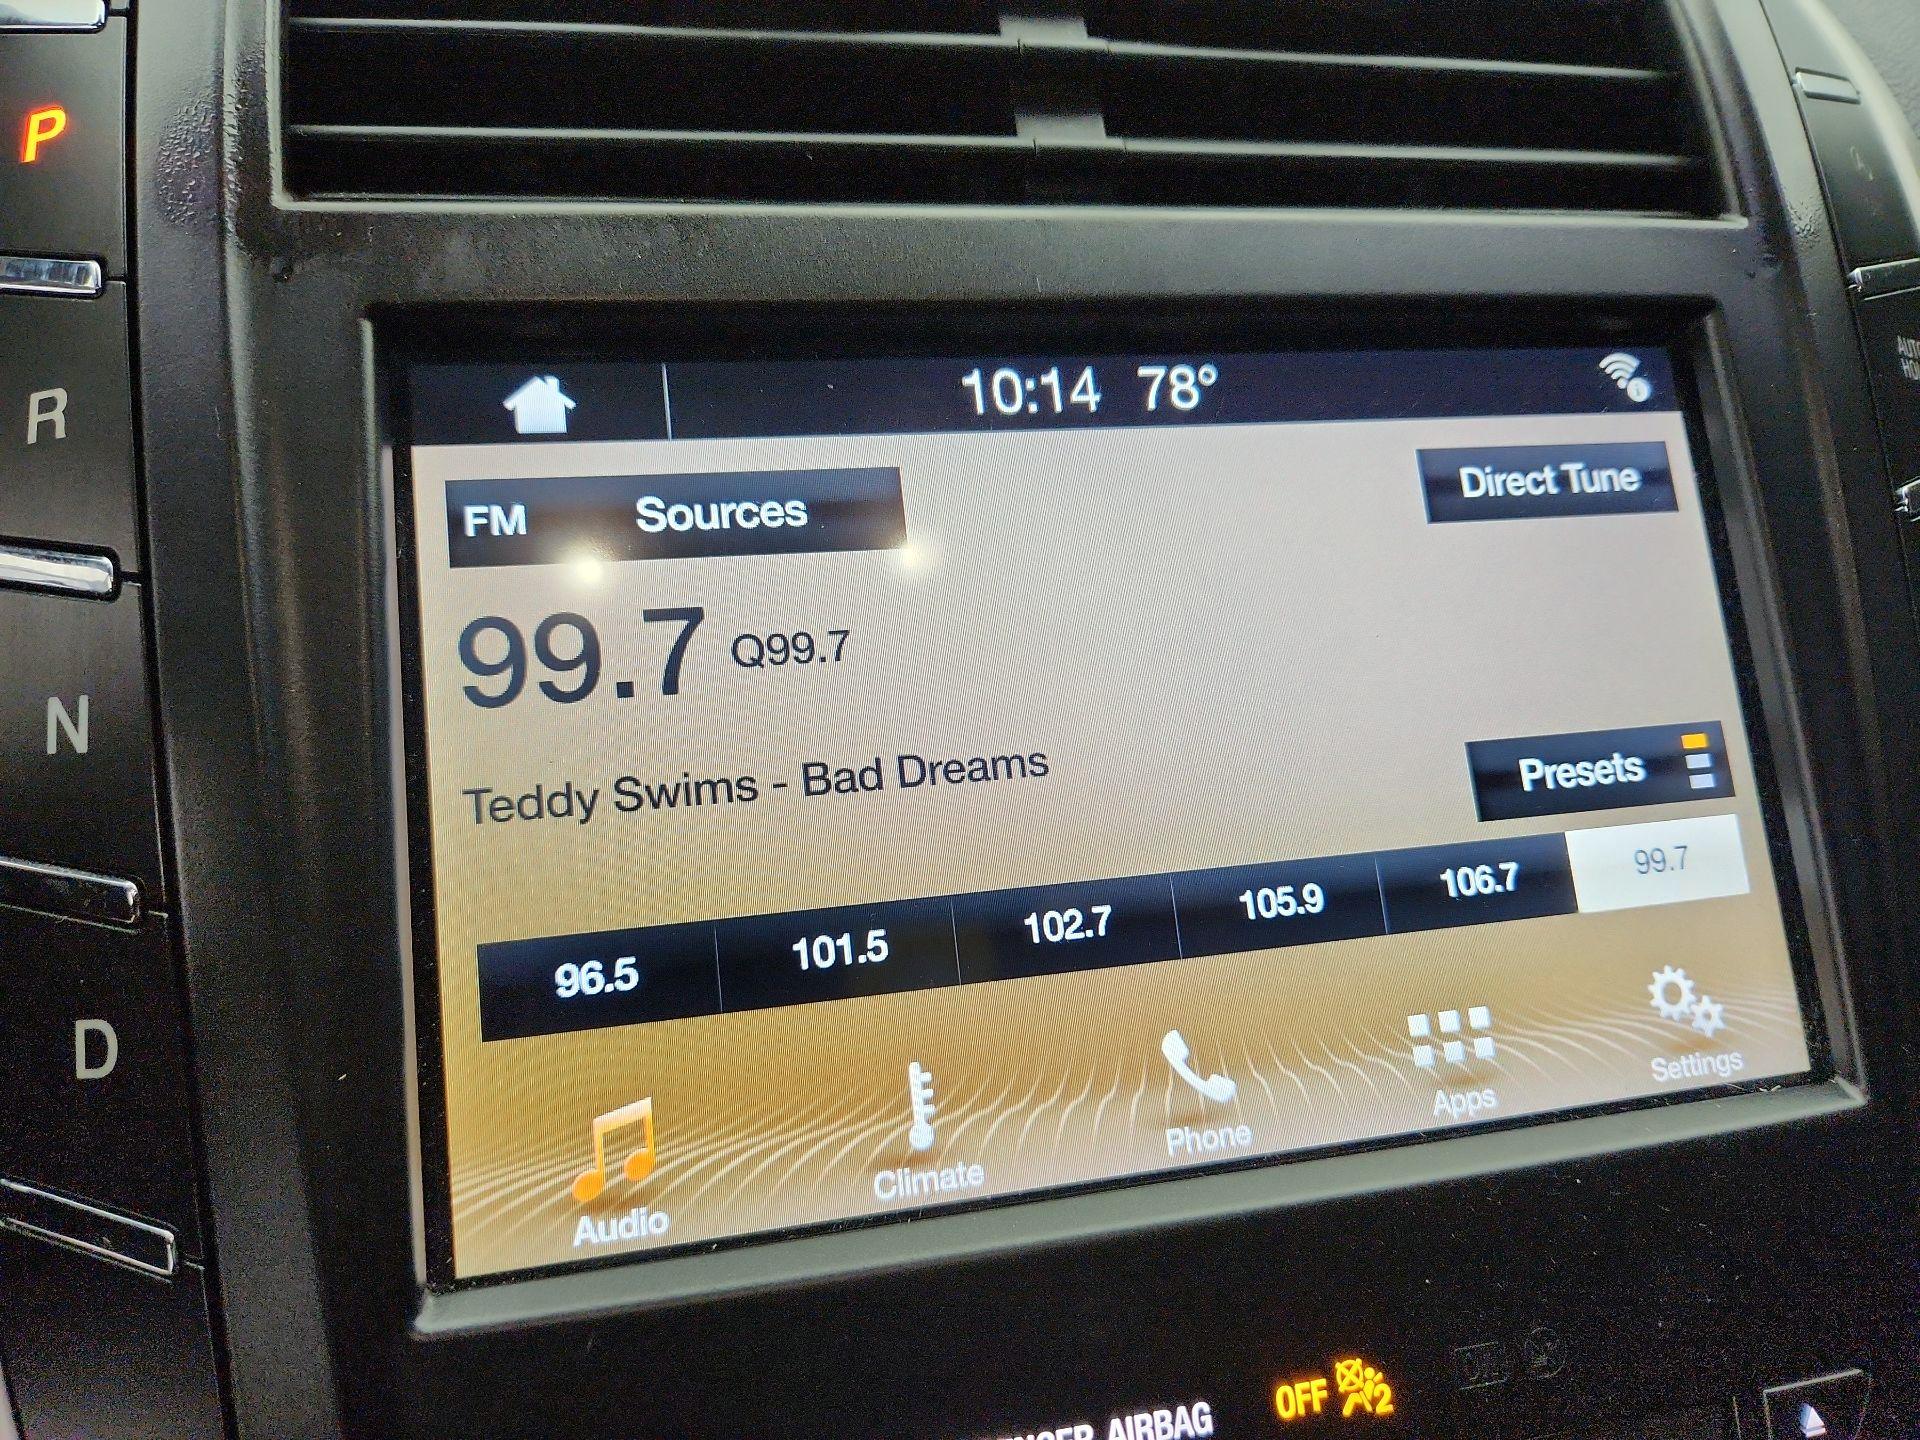 P
R
N
D
10:14 78°
FM Sources
Direct Tune
99.7 Q99.7
Teddy Swims - Bad Dreams
Presets
96.5 101.5 102.7 105.9 106.7 99.7
Audio Climate Phone Apps Settings
AIRBAG OFF 2